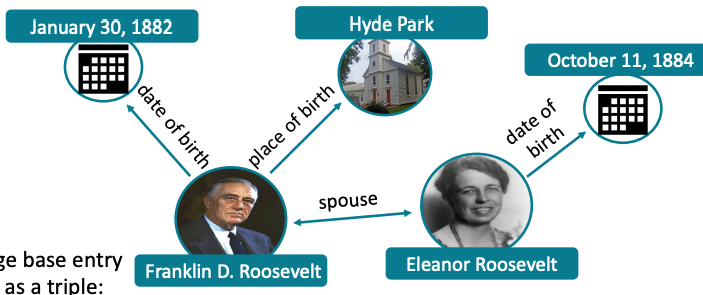 January 30, 1882
Hyde Park
October 11, 1884
date of birth
place of birth
date of
birth
spouse
ge base entry
as a triple:
Franklin D. Roosevelt
Eleanor Roosevelt